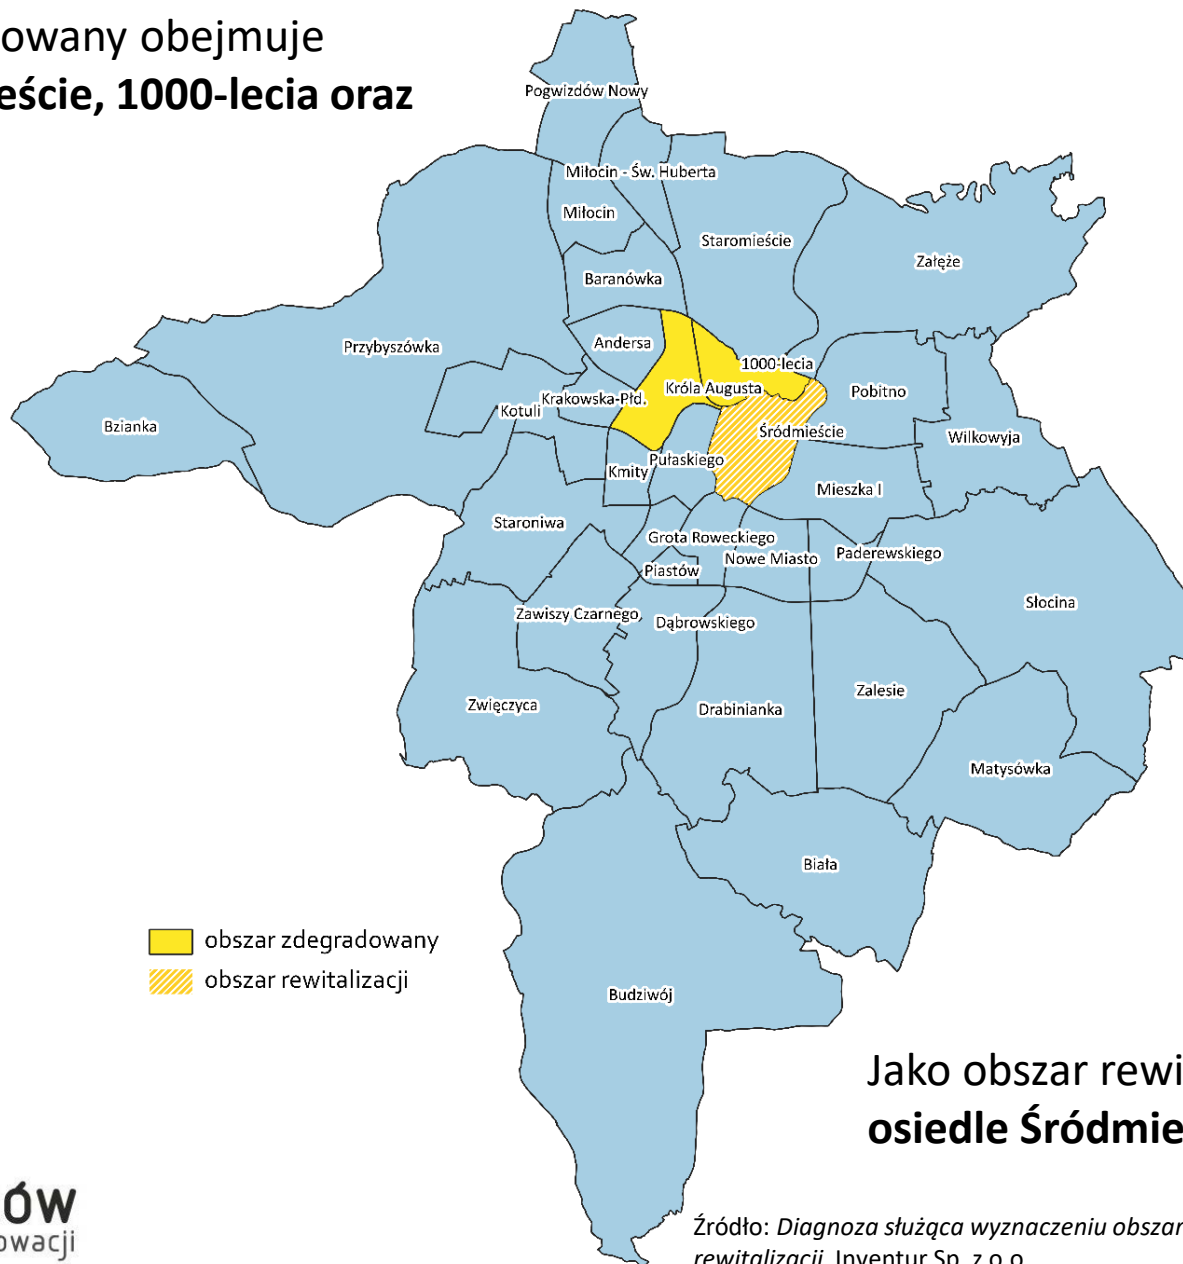 owany obejmuje
eście, 1000-lecia oraz
Pogwizdów Nowy
Miłocin - Św. Huberta
Miłocin
Staromieście
Załęże
Baranówka
Andersa
Przybyszówka
1000-lecia
Króla Augusta
Pobitno
Krakowska-Płd.
Kotuli
Bzianka
Śródmieście
Wilkowyja
Pułaskiego
Kmity
Mieszka I
Staroniwa
Grota Roweckiego
Nowe Miasto
Paderewskiego
Piastów
Słocina
Zawiszy Czarnego
Dąbrowskiego
Zalesie
Zwięczyca
Drabinianka
Matysówka
Biała
obszar zdegradowany
obszar rewitalizacji
Budziwój
Jako obszar rewi
osiedle Śródmie
ÓW
owacji
Źródło: Diagnoza służąca wyznaczeniu obszar
rewitalizacji, Inventur Sp. z o.o.